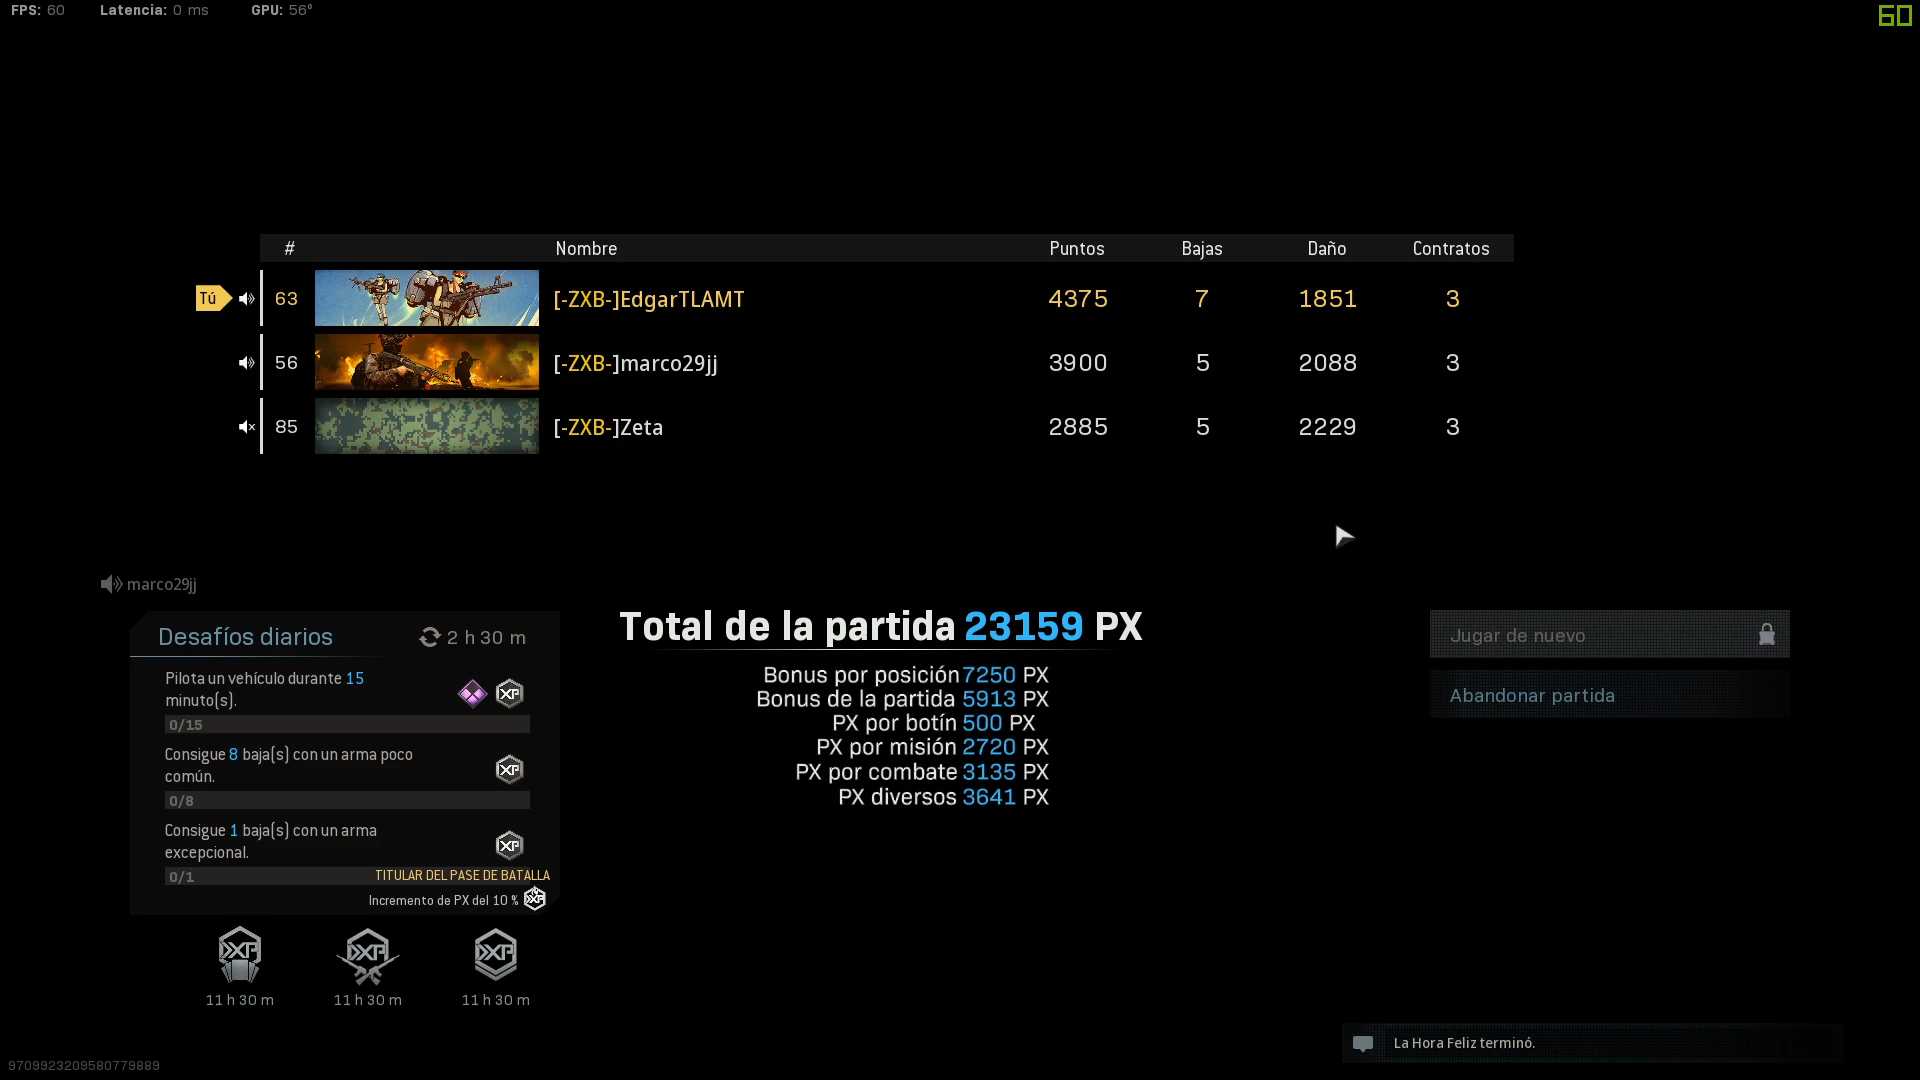 FPS: 60 Latencia: 0 ms GPU: 56°
60
# Nombre Puntos Bajas Daño Contratos
Tú 63 [-ZXB-]EdgarTLAMT 4375 7 1851 3
56 [-ZXB-]marco29jj 3900 5 2088 3
85 [-ZXB-]Zeta 2885 5 2229 3
marco29jj
Desafíos diarios 2 h 30 m
Pilota un vehículo durante 15
minuto(s).
XP
0/15
Consigue 8 baja(s) con un arma poco
común.
XP
0/8
Consigue 1 baja(s) con un arma
excepcional.
XP
0/1
TITULAR DEL PASE DE BATALLA
Incremento de PX del 10 %
11 h 30 m 11 h 30 m 11 h 30 m
Total de la partida 23159 PX
Bonus por posición 7250 PX
Bonus de la partida 5913 PX
PX por botín 500 PX
PX por misión 2720 PX
PX por combate 3135 PX
PX diversos 3641 PX
Jugar de nuevo
Abandonar partida
La Hora Feliz terminó.
9709923209580779889